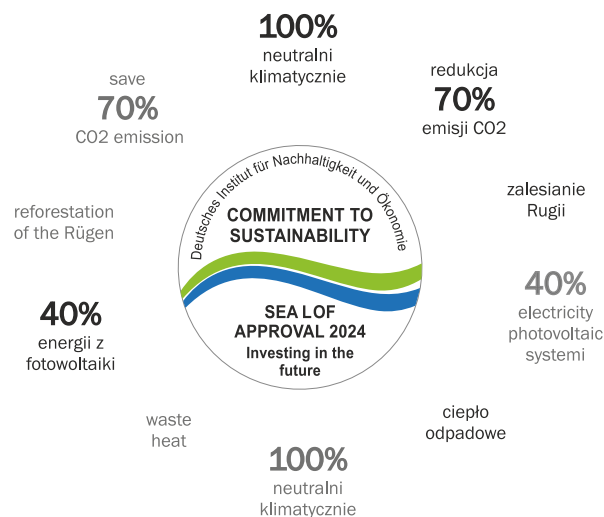 100%
neutralni
klimatycznie
save
70%
CO2 emission
redukcja
70%
emisji CO2
Deutsches Institut für Nachhaltigkeit und Ökonomie
COMMITMENT TO
SUSTAINABILITY
SEA LOF
APPROVAL 2024
Investing in the
future
reforestation
of the Rügen
zalesianie
Rugii
40%
energii z
fotowoltaiki
40%
electricity
photovoltaic
systemi
waste
heat
ciepło
odpadowe
100%
neutralni
klimatycznie